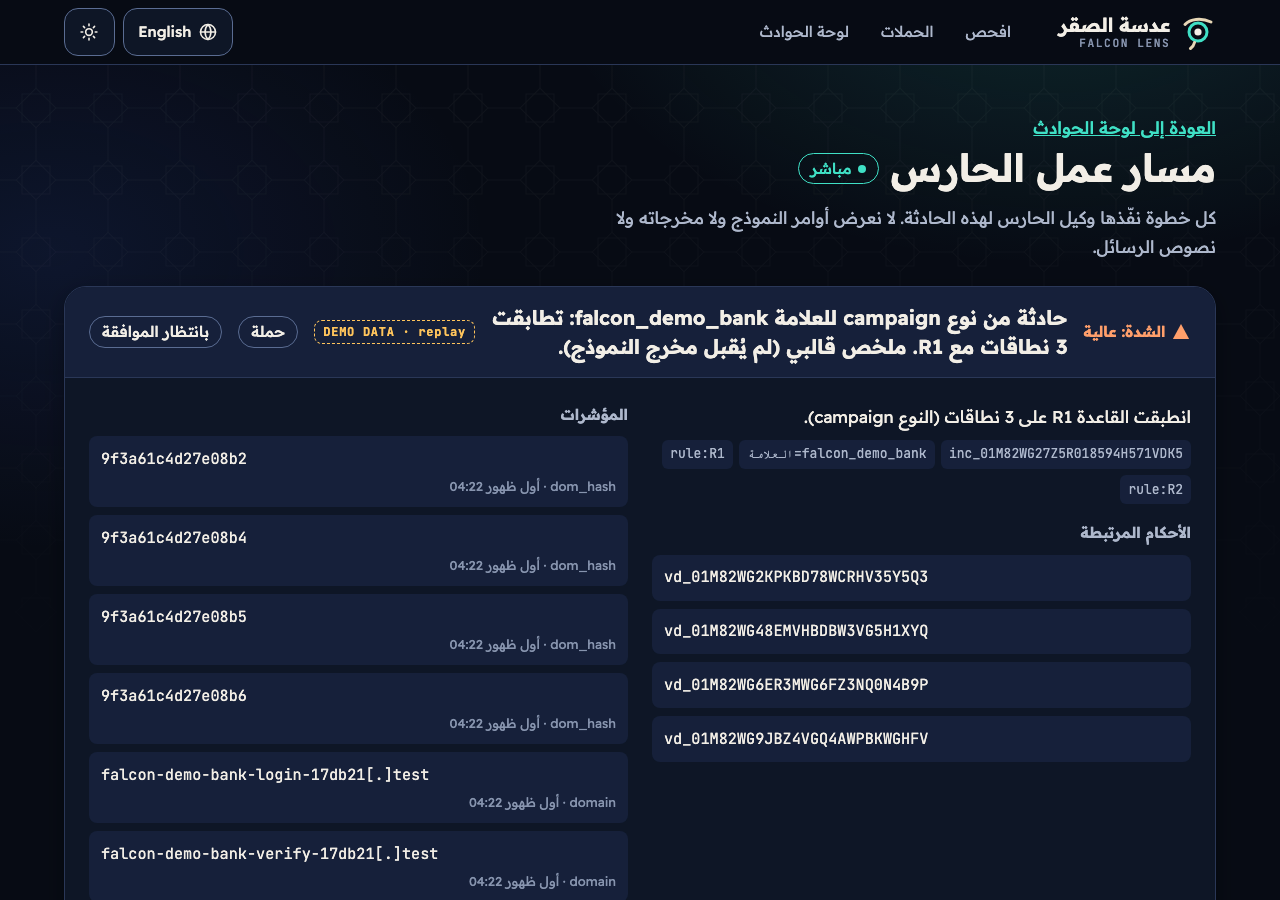 عدسة الصقر
FALCON LENS
افحص
الحملات
لوحة الحوادث
English
العودة إلى لوحة الحوادث
مسار عمل الحارس
مباشر
كل خطوة نفّذها وكيل الحارس لهذه الحادثة. لا نعرض أوامر النموذج ولا مخرجاته ولا
نصوص الرسائل.
الشدة: عالية
حادثة من نوع campaign للعلامة falcon_demo_bank: تطابقت
3 نطاقات مع R1. ملخص قالبي (لم يُقبل مخرج النموذج).
DEMO DATA · replay
حملة
بانتظار الموافقة
انطبقت القاعدة R1 على 3 نطاقات (النوع campaign).
inc_01M82WG27Z5R018594H571VDK5
العلامة=falcon_demo_bank
rule:R1
rule:R2
الأحكام المرتبطة
vd_01M82WG2KPKBD78WCRHV35Y5Q3
vd_01M82WG48EMVHBDBW3VG5H1XYQ
vd_01M82WG6ER3MWG6FZ3NQ0N4B9P
vd_01M82WG9JBZ4VGQ4AWPBKWGHFV
المؤشرات
9f3a61c4d27e08b2
dom_hash · أول ظهور 04:22
9f3a61c4d27e08b4
dom_hash · أول ظهور 04:22
9f3a61c4d27e08b5
dom_hash · أول ظهور 04:22
9f3a61c4d27e08b6
dom_hash · أول ظهور 04:22
falcon-demo-bank-login-17db21[.]test
domain · أول ظهور 04:22
falcon-demo-bank-verify-17db21[.]test
domain · أول ظهور 04:22